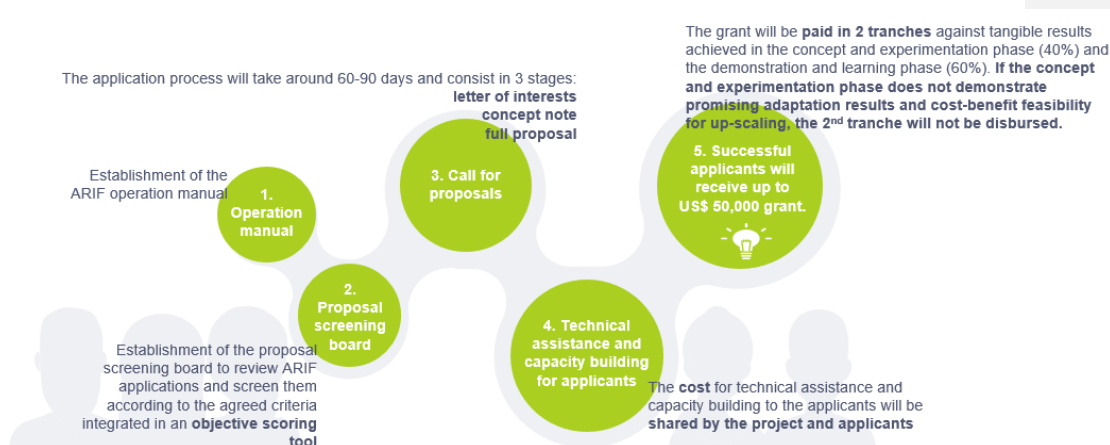 The application process will take around 60-90 days and consist in 3 stages:
letter of interests
concept note
full proposal
The grant will be paid in 2 tranches against tangible results
achieved in the concept and experimentation phase (40%) and
the demonstration and learning phase (60%). If the concept
and experimentation phase does not demonstrate
promising adaptation results and cost-benefit feasibility
for up-scaling, the 2nd tranche will not be disbursed.
Establishment of the
ARIF operation manual
1.
Operation
manual
2.
Proposal
screening
board
Establishment of the proposal
screening board to review ARIF
applications and screen them
according to the agreed criteria
integrated in an objective scoring
tool
3. Call for
proposals
4. Technical
assistance and
capacity building
for applicants
The cost for technical assistance and
capacity building to the applicants will be
shared by the project and applicants
5. Successful
applicants will
receive up to
US$ 50,000 grant.